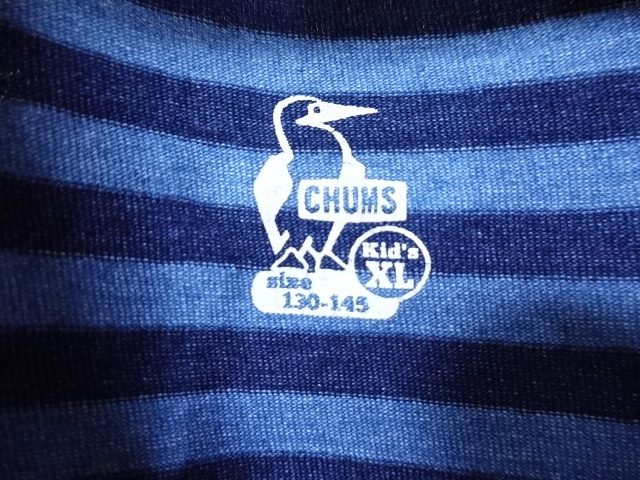 CHUMS
Kid's
XL
size
130-145